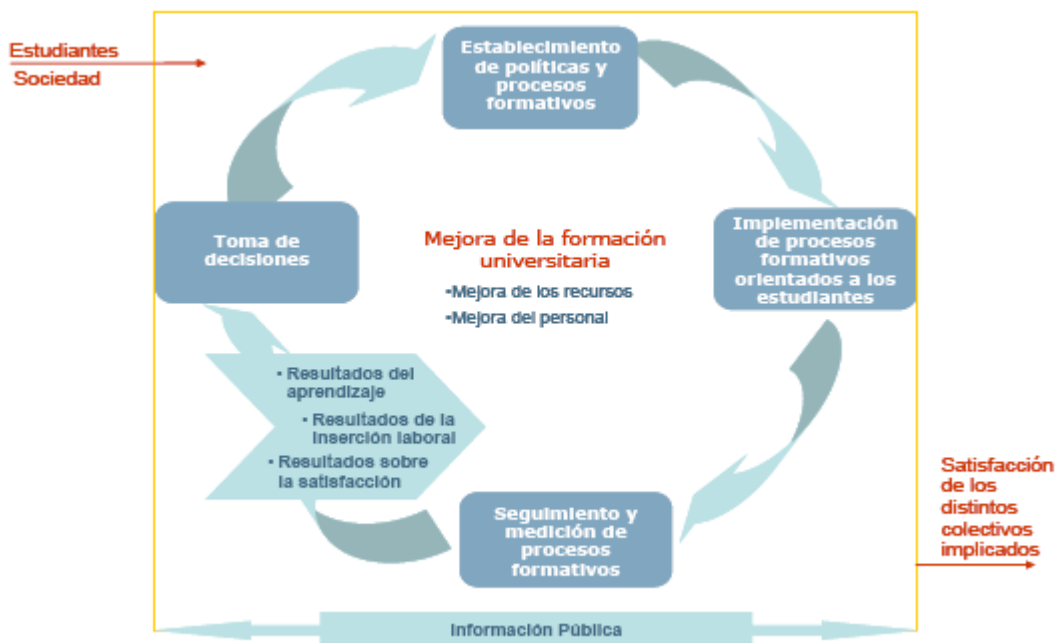 Estudiantes
Sociedad
Establecimiento
de políticas y
procesos
formativos
Toma de
decisiones
Mejora de la formación
universitaria
▪Mejora de los recursos
▪Mejora del personal
Implementación
de procesos
formativos
orientados a los
estudiantes
• Resultados del
aprendizaje
• Resultados de la
inserción laboral
• Resultados sobre
la satisfacción
Seguimiento y
medición de
procesos
formativos
Satisfacción
de los
distintos
colectivos
implicados
Información Pública